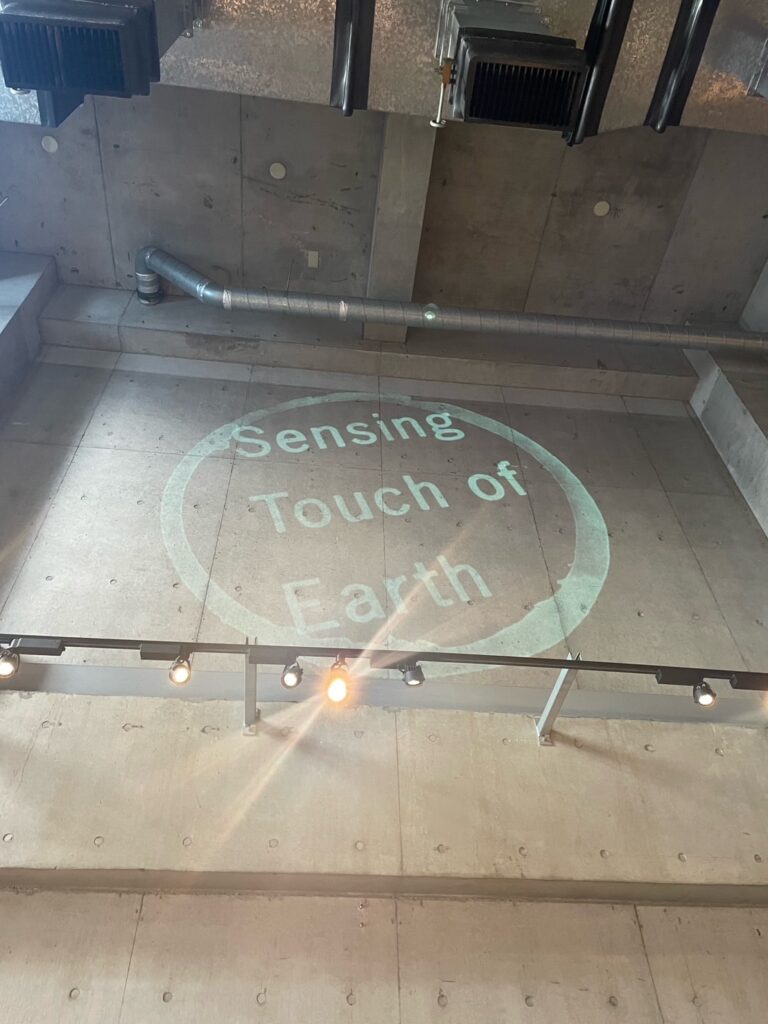 Sensing
Touch of
Earth